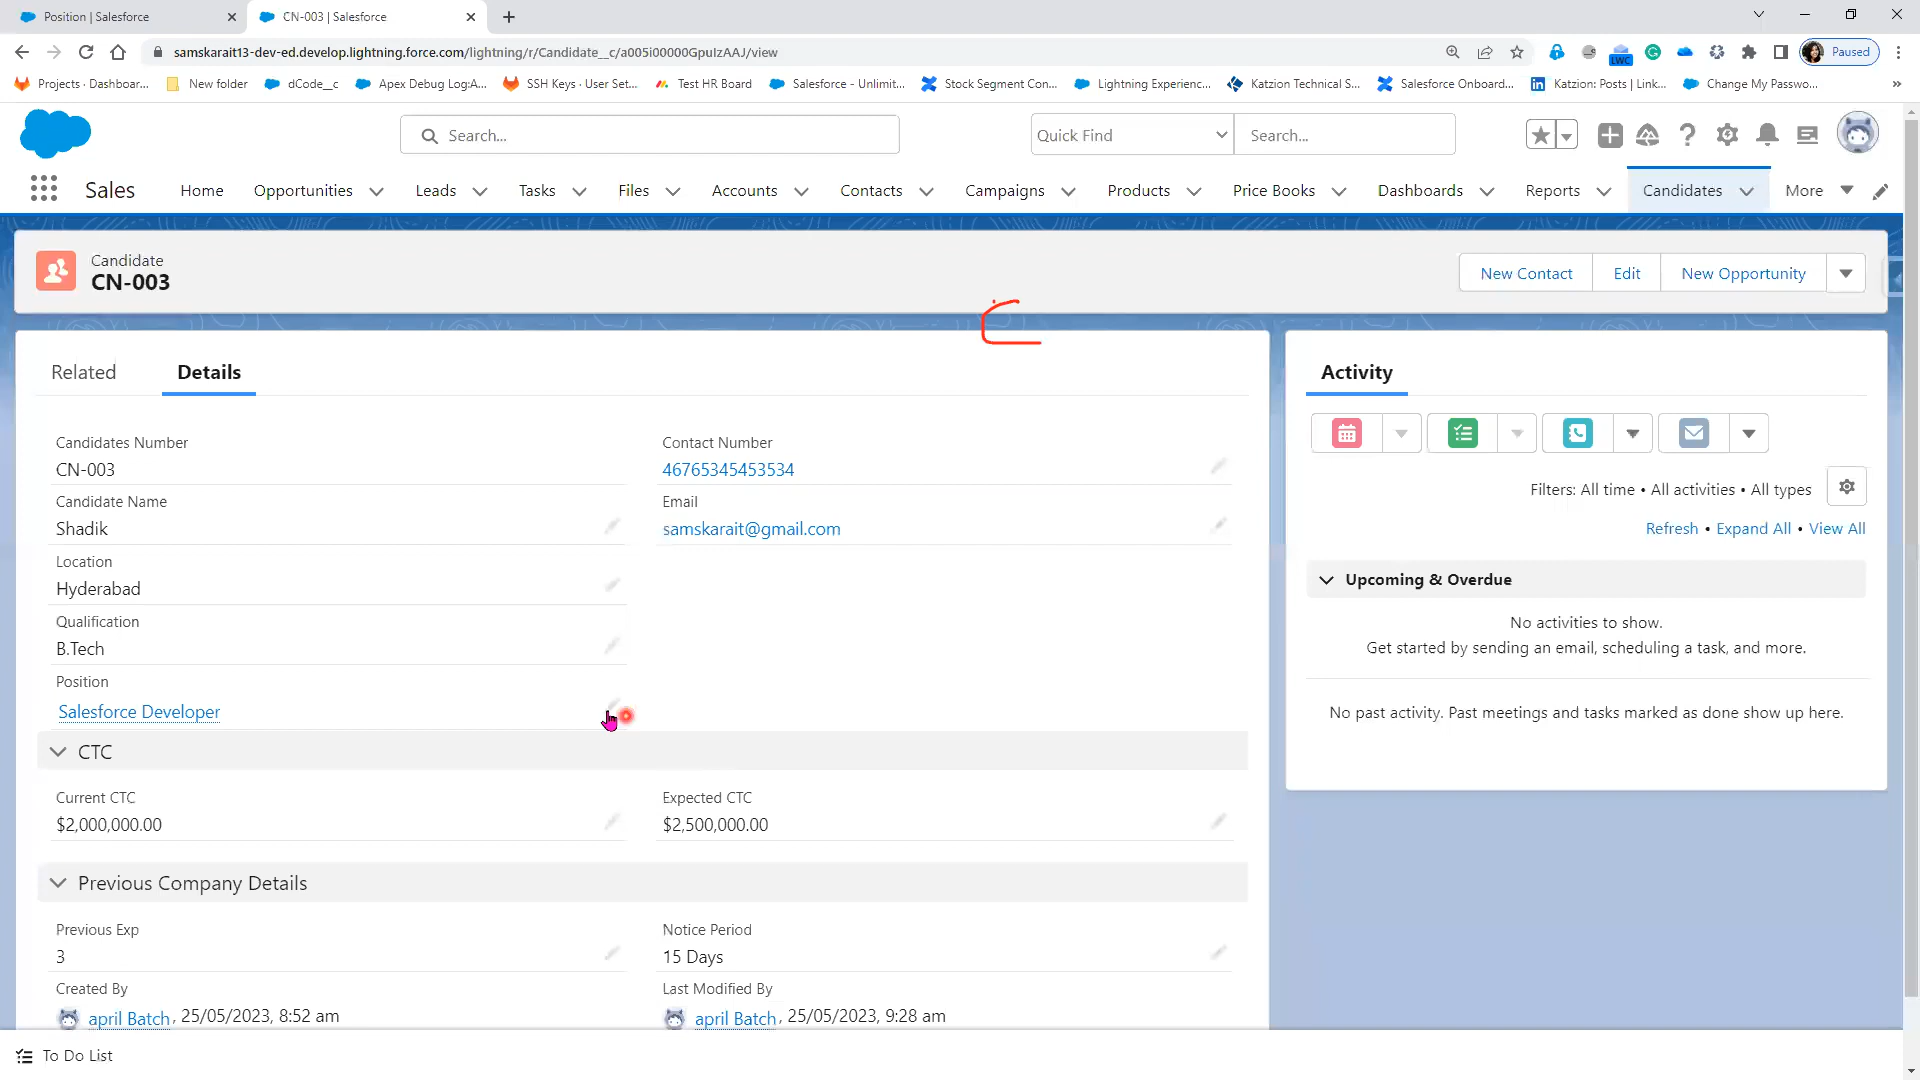 Position | Salesforce
CN-003 | Salesforce
samskarait13-dev-ed.develop.lightning.force.com/lightning/r/Candidate__c/a005i00000GpuIzAAJ/view
LWC
Paused
Projects · Dashboar...
New folder
dCode__c
Apex Debug Log:A...
SSH Keys · User Set...
Test HR Board
Salesforce - Unlimit...
Stock Segment Con...
Lightning Experienc...
Katzion Technical S...
Salesforce Onboard...
Katzion: Posts | Link...
Change My Passwo...
Search...
Quick Find
Search...
Sales
Home
Opportunities
Leads
Tasks
Files
Accounts
Contacts
Campaigns
Products
Price Books
Dashboards
Reports
Candidates
More
Candidate
CN-003
New Contact
Edit
New Opportunity
Related
Details
Activity
Candidates Number
CN-003
Contact Number
46765345453534
Candidate Name
Shadik
Email
samskarait@gmail.com
Location
Hyderabad
Qualification
B.Tech
Position
Salesforce Developer
CTC
Current CTC
$2,000,000.00
Expected CTC
$2,500,000.00
Previous Company Details
Previous Exp
3
Notice Period
15 Days
Created By
april Batch, 25/05/2023, 8:52 am
Last Modified By
april Batch, 25/05/2023, 9:28 am
Filters: All time • All activities • All types
Refresh • Expand All • View All
Upcoming & Overdue
No activities to show.
Get started by sending an email, scheduling a task, and more.
No past activity. Past meetings and tasks marked as done show up here.
To Do List